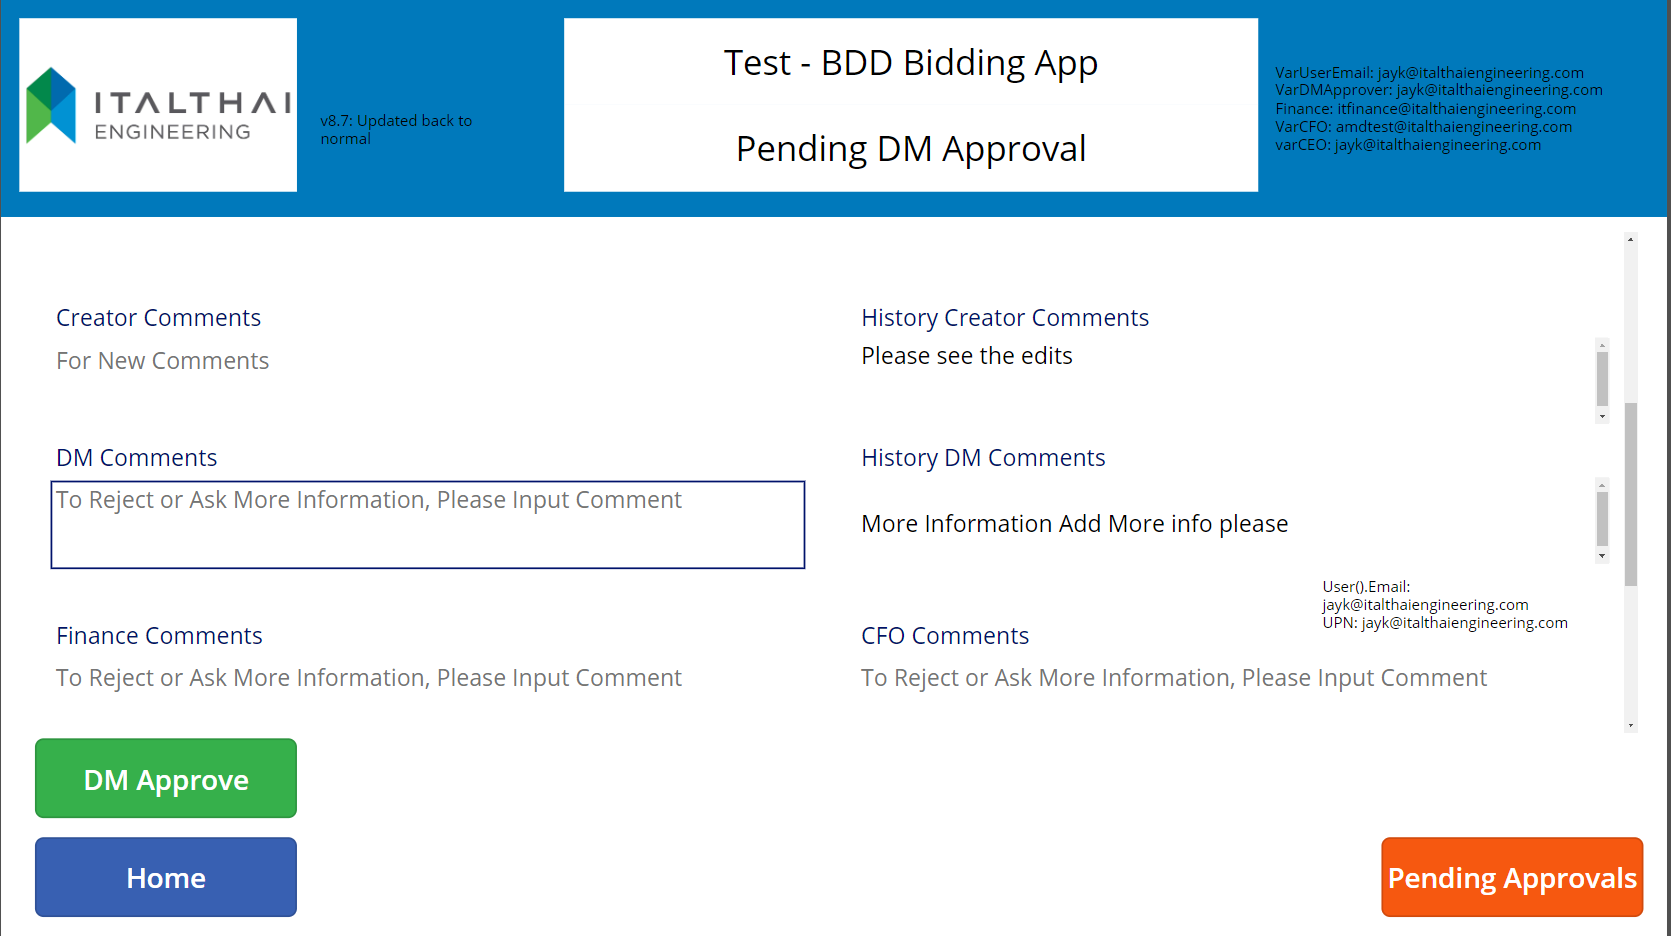 ITALTHAI
ENGINEERING
v8.7: Updated back to
normal
Test - BDD Bidding App
Pending DM Approval
VarUserEmail: jayk@italthaiengineering.com
VarDMApprover: jayk@italthaiengineering.com
Finance: itfinance@italthaiengineering.com
VarCFO: amdtest@italthaiengineering.com
varCEO: jayk@italthaiengineering.com
Creator Comments
For New Comments
History Creator Comments
Please see the edits
DM Comments
To Reject or Ask More Information, Please Input Comment
History DM Comments
More Information Add More info please
User().Email:
jayk@italthaiengineering.com
UPN: jayk@italthaiengineering.com
Finance Comments
To Reject or Ask More Information, Please Input Comment
CFO Comments
To Reject or Ask More Information, Please Input Comment
DM Approve
Home
Pending Approvals